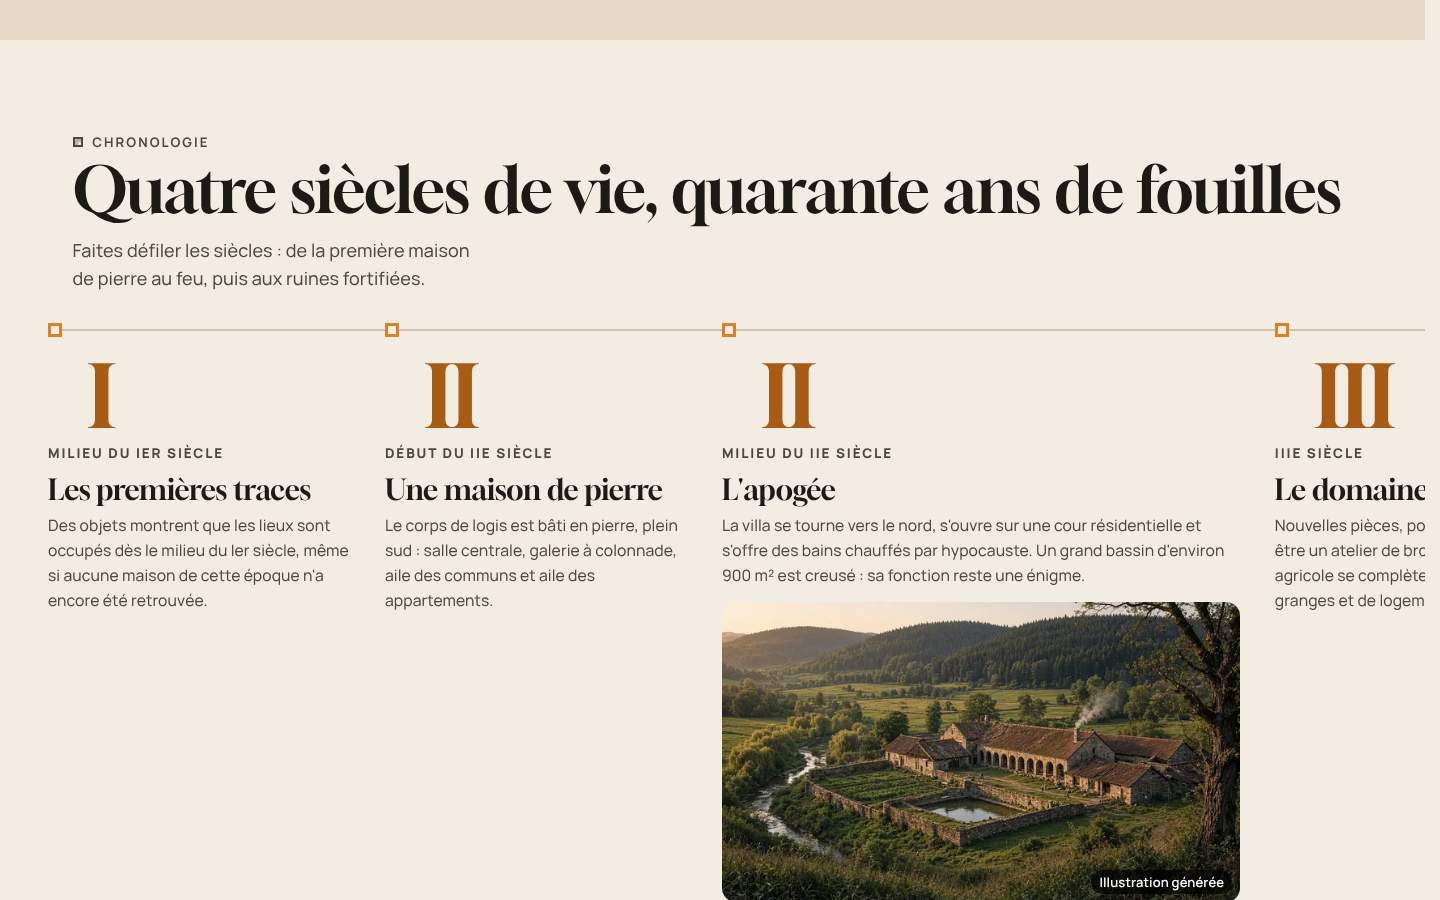 CHRONOLOGIE
Quatre siècles de vie, quarante ans de fouilles
Faites défiler les siècles : de la première maison
de pierre au feu, puis aux ruines fortifiées.
I
MILIEU DU IER SIÈCLE
Les premières traces
Des objets montrent que les lieux sont
occupés dès le milieu du Ier siècle, même
si aucune maison de cette époque n'a
encore été retrouvée.
II
DÉBUT DU IIE SIÈCLE
Une maison de pierre
Le corps de logis est bâti en pierre, plein
sud : salle centrale, galerie à colonnade,
aile des communs et aile des
appartements.
II
MILIEU DU IIE SIÈCLE
L'apogée
La villa se tourne vers le nord, s'ouvre sur une cour résidentielle et
s'offre des bains chauffés par hypocauste. Un grand bassin d'environ
900 m² est creusé : sa fonction reste une énigme.
Illustration générée
III
IIIE SIÈCLE
Le domaine
Nouvelles pièces, po
être un atelier de bro
agricole se complète
granges et de logem